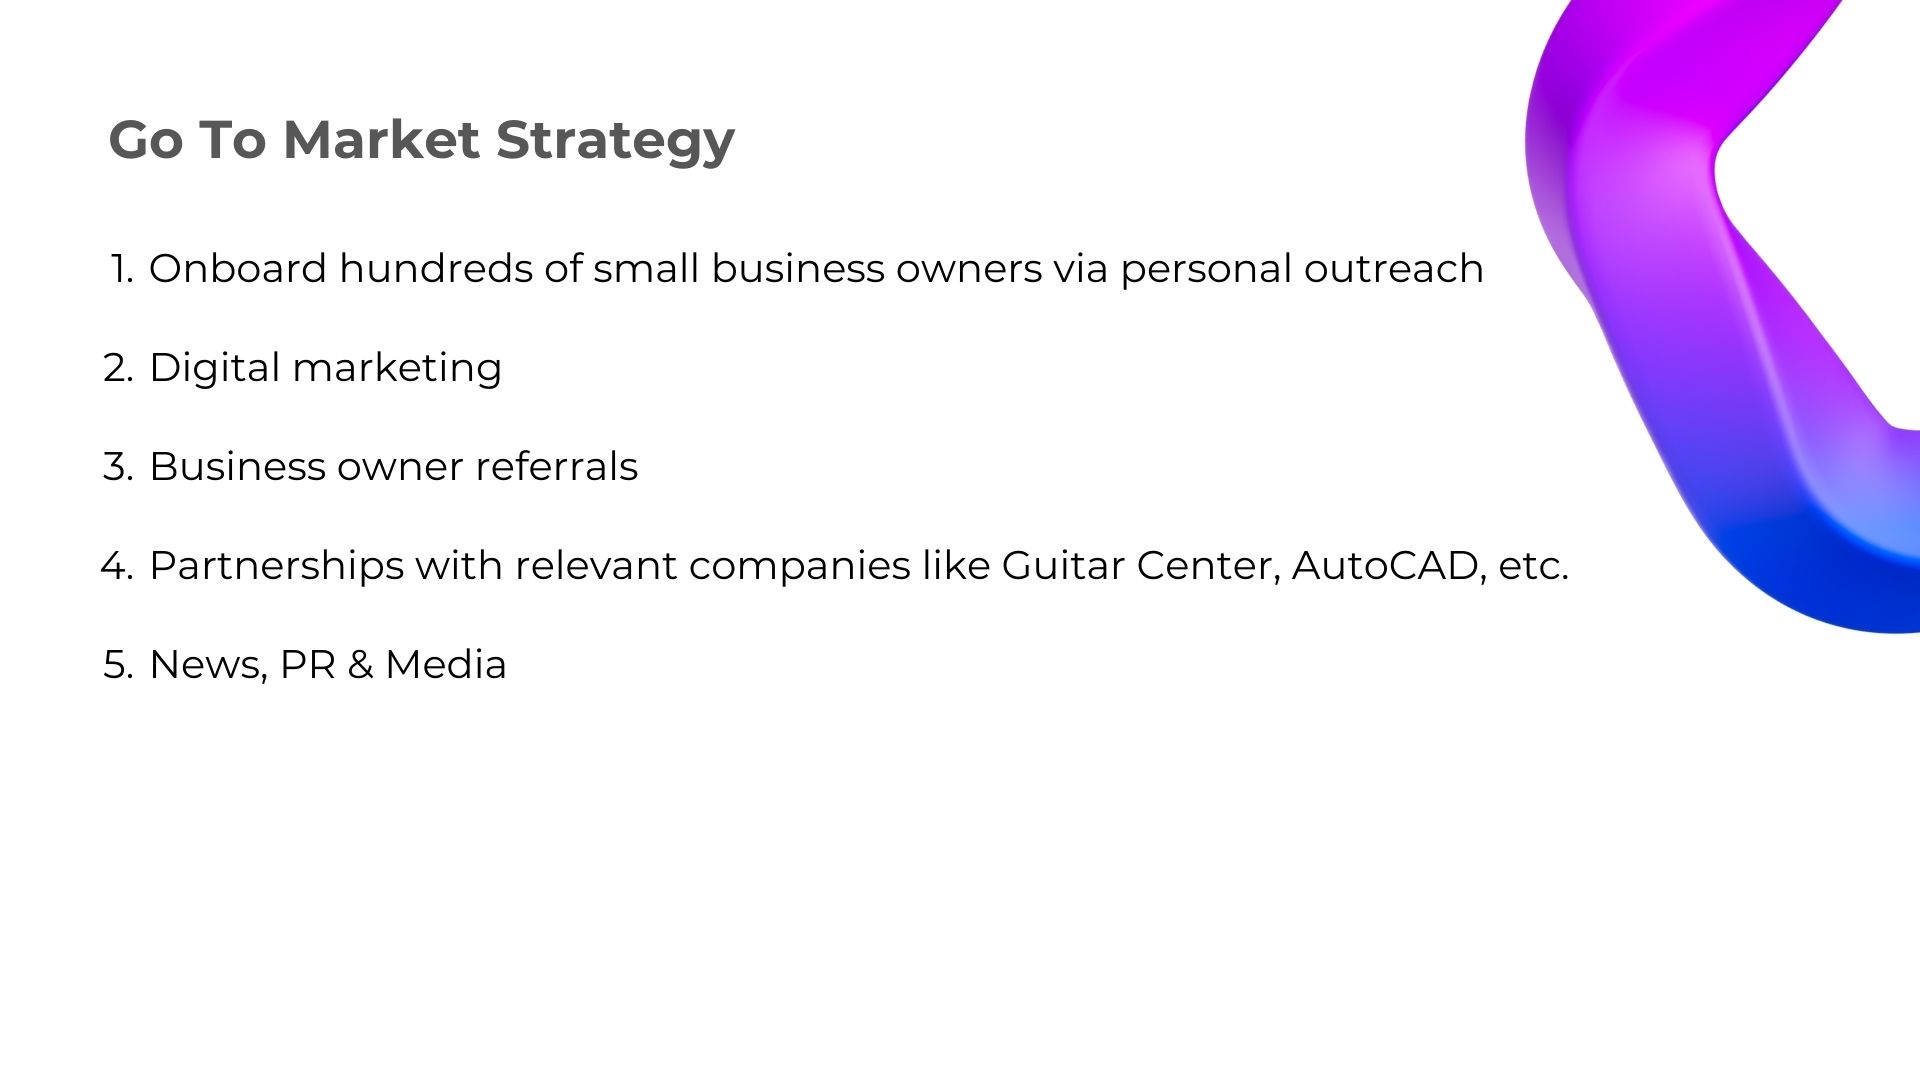 Go To Market Strategy
1. Onboard hundreds of small business owners via personal outreach
2. Digital marketing
3. Business owner referrals
4. Partnerships with relevant companies like Guitar Center, AutoCAD, etc.
5. News, PR & Media